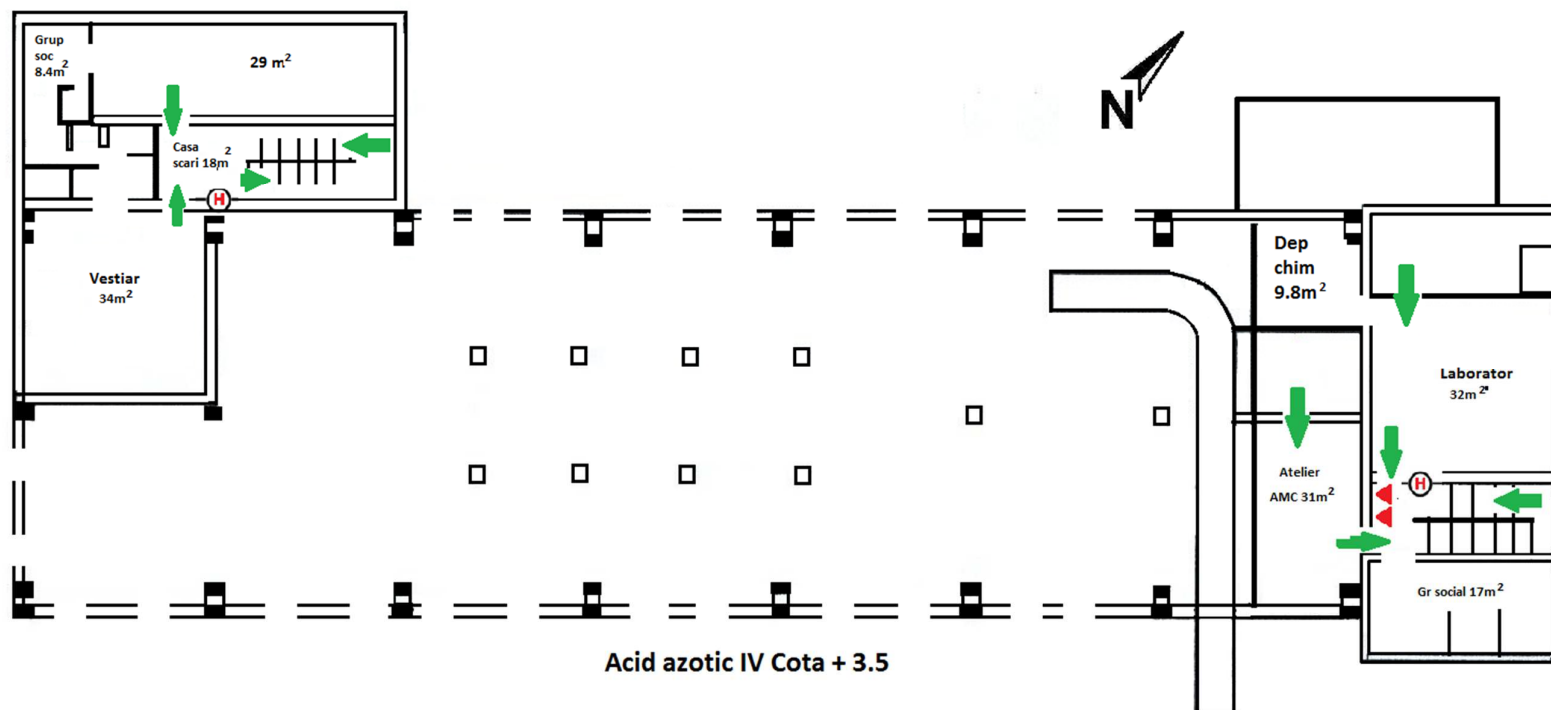 Grup
soc
8.4m²
29 m²
Casa
scari 18m²
H
Vestiar
34m²
N
Dep
chim
9.8m²
Laborator
32m²
H
Atelier
AMC 31m²
Gr social 17m²
Acid azotic IV Cota + 3.5